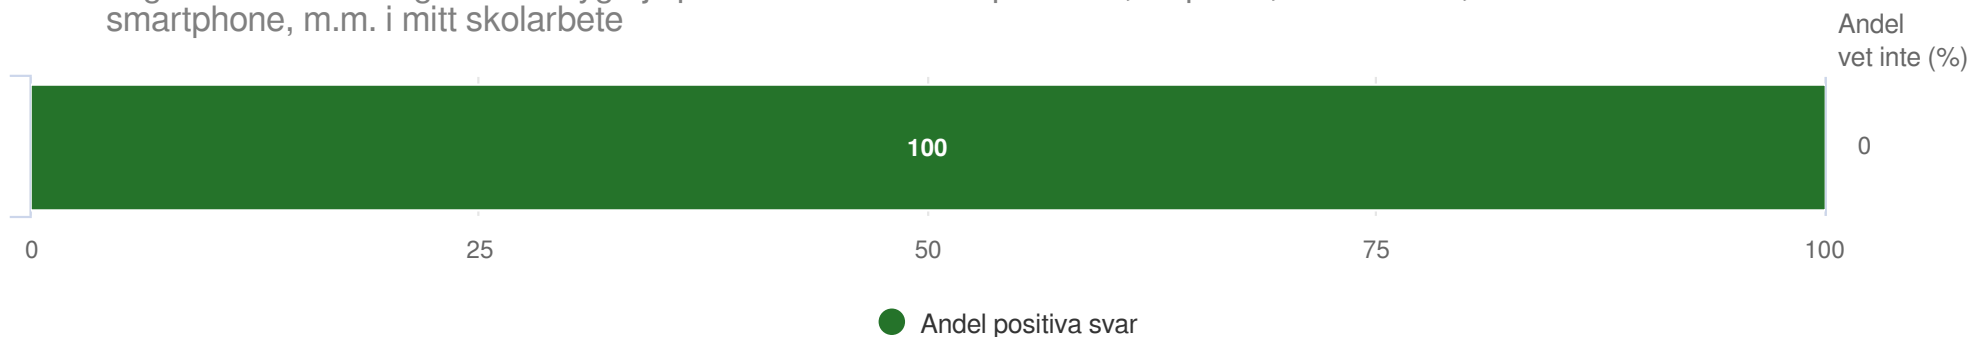 smartphone, m.m. i mitt skolarbete
Andel
vet inte (%)
100
0
0 25 50 75 100
Andel positiva svar